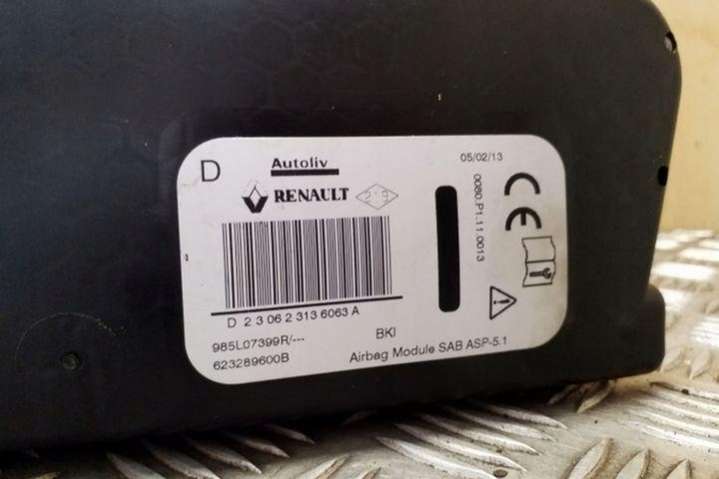 D
Autoliv
05/02/13
RENAULT
0080.P1.11.0013
CE
D 2 3 06 2 313 6063 A
985L07399R/---
BKI
623289600B
Airbag Module SAB ASP-5.1